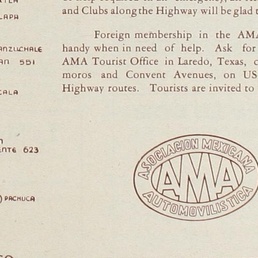 LAPA
and Clubs along the Highway will be glad
Foreign membership in the AMA
handy when in need of help. Ask for
AMA Tourist Office in Laredo, Texas,
moros and Convent Avenues, on US
Highway routes. Tourists are invited to
ANZUCHALE
AN 551
CALA
NTE 623
) PACHUCA
ASOCIACION MEXICANA
AMA
AUTOMOVILISTICA